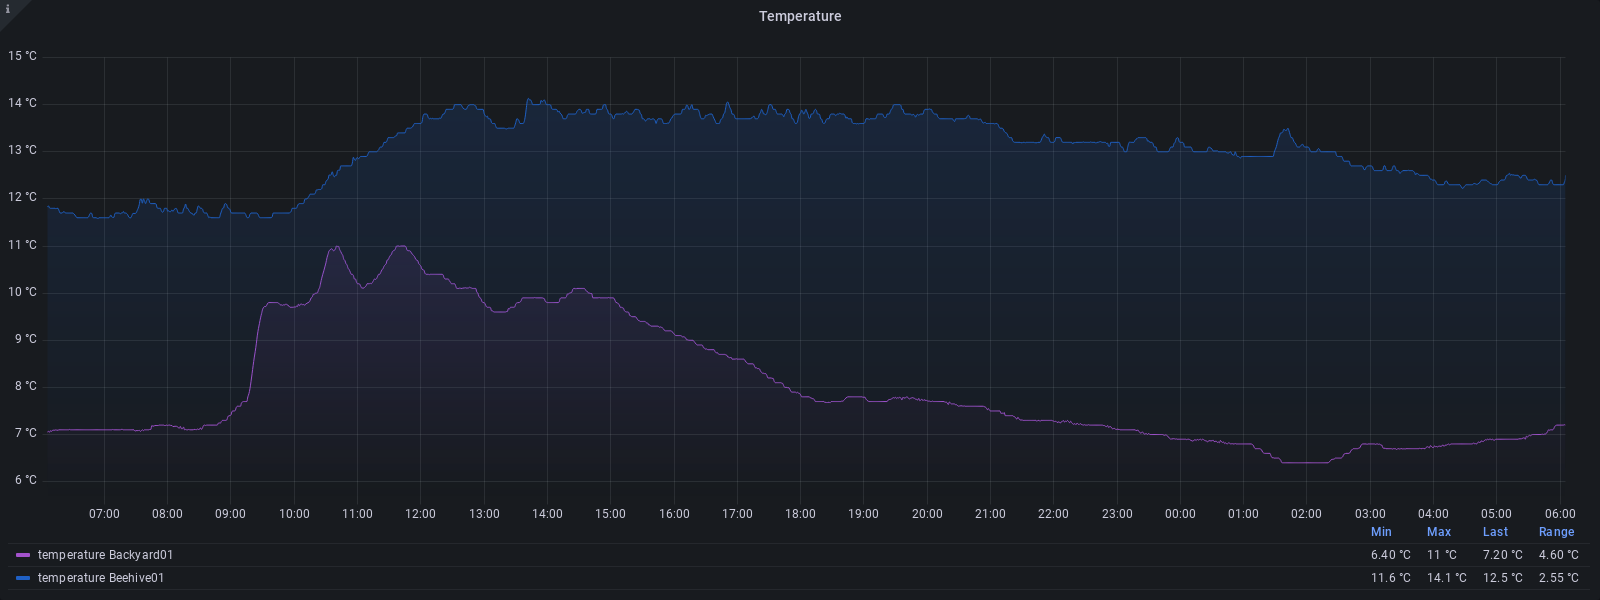 i
Temperature
15 °C
14 °C
13 °C
12 °C
11 °C
10 °C
9 °C
8 °C
7 °C
6 °C
07:00 08:00 09:00 10:00 11:00 12:00 13:00 14:00 15:00 16:00 17:00 18:00 19:00 20:00 21:00 22:00 23:00 00:00 01:00 02:00 03:00 04:00 05:00 06:00
Min Max Last Range
temperature Backyard01 6.40 °C 11 °C 7.20 °C 4.60 °C
temperature Beehive01 11.6 °C 14.1 °C 12.5 °C 2.55 °C